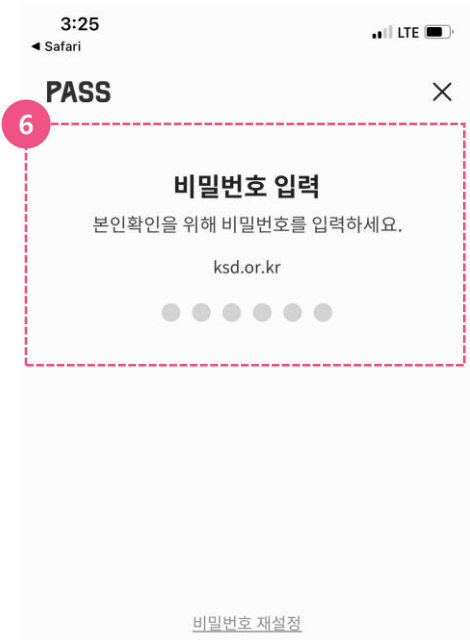 3:25
LTE
◀ Safari
PASS
6
비밀번호 입력
본인확인을 위해 비밀번호를 입력하세요.
ksd.or.kr
비밀번호 재설정